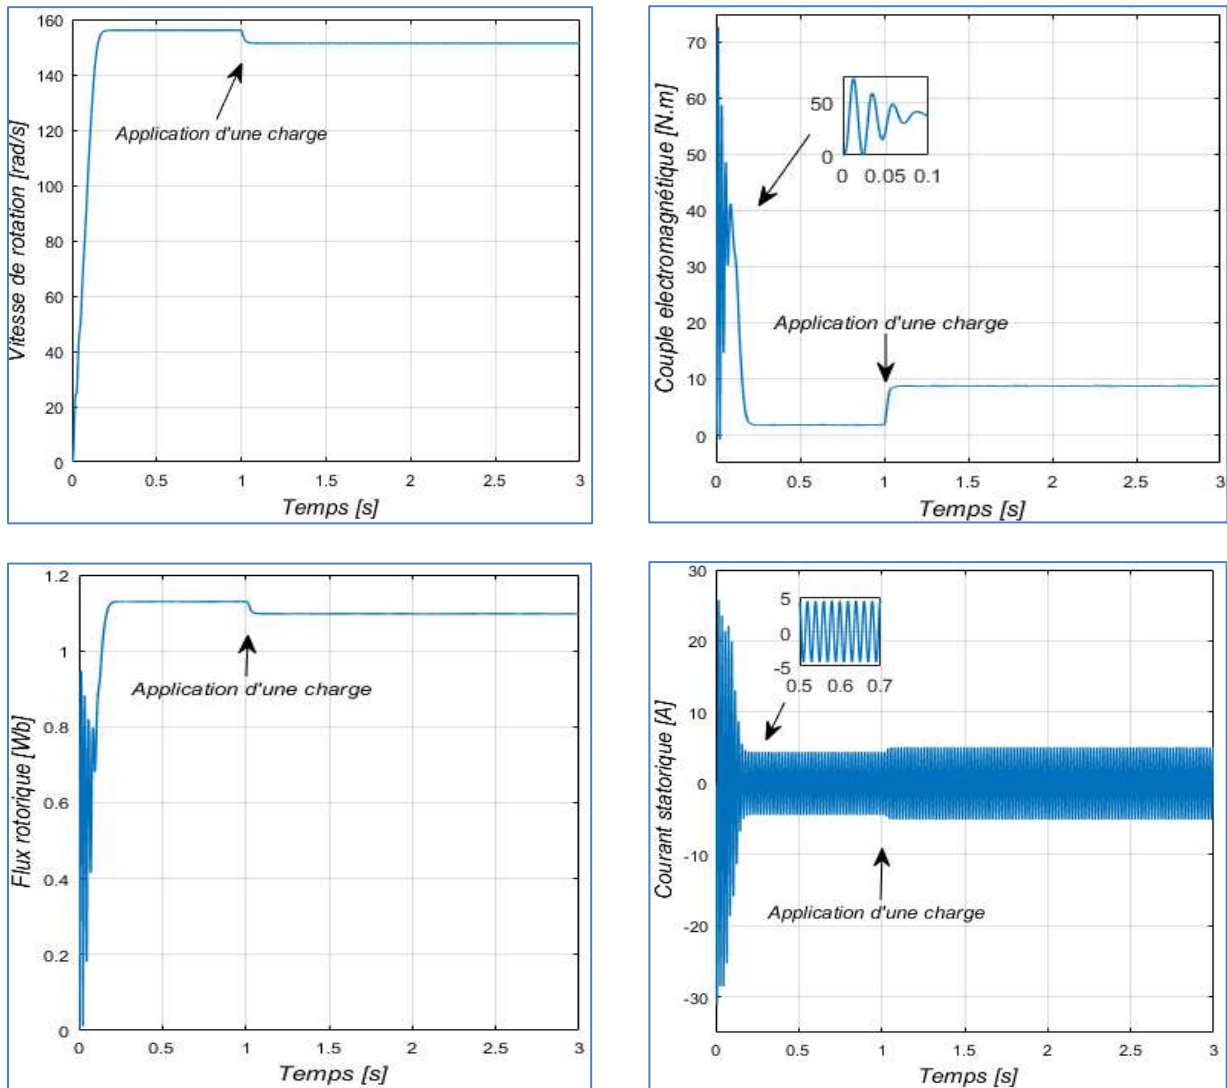 Vitesse de rotation [rad/s]
160
140
120
100
80
60
40
20
0
Application d'une charge
0 0.5 1 1.5 2 2.5 3
Temps [s]
Couple electromagnétique [N.m]
70
60
50
40
30
20
10
0
50
0
0 0.05 0.1
Application d'une charge
0 0.5 1 1.5 2 2.5 3
Temps [s]
Flux rotorique [Wb]
1.2
1
0.8
0.6
0.4
0.2
0
Application d'une charge
0 0.5 1 1.5 2 2.5 3
Temps [s]
Courant statorique [A]
30
20
10
0
-10
-20
-30
5
0
-5
0.5 0.6 0.7
Application d'une charge
0 0.5 1 1.5 2 2.5 3
Temps [s]